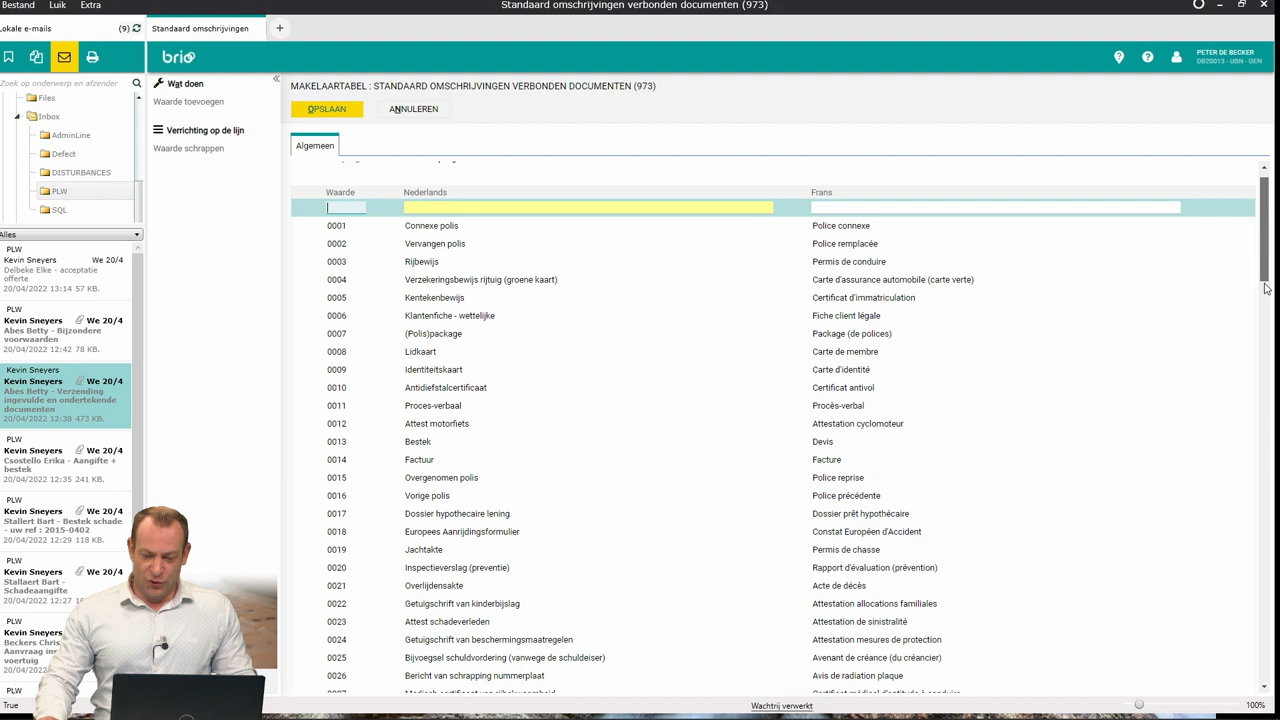 Bestand Luik Extra
Standaard omschrijvingen verbonden documenten (973)
Lokale e-mails (9)
Standaard omschrijvingen
brio
PETER DE BECKER
DB20013 - USN - GEN
Zoek op onderwerp en afzender
Files
Inbox
AdminLine
Defect
DISTURBANCES
PLW
SQL
Alles
PLW
Kevin Sneyers We 20/4
Delbeke Elke - acceptatie
offerte
20/04/2022 13:14 57 KB.
PLW
Kevin Sneyers We 20/4
Abes Betty - Bijzondere
voorwaarden
20/04/2022 12:42 78 KB.
Kevin Sneyers
Kevin Sneyers We 20/4
Abes Betty - Verzending
ingevulde en ondertekende
documenten
20/04/2022 12:38 473 KB.
PLW
Kevin Sneyers We 20/4
Csostello Erika - Aangifte +
bestek
20/04/2022 12:35 241 KB.
PLW
Kevin Sneyers We 20/4
Stallert Bart - Bestek schade
- uw ref : 2015-0402
20/04/2022 12:29 118 KB.
PLW
Kevin Sneyers We 20/4
Stallaert Bart -
Schadeaangifte
20/04/2022 12:27
PLW
Kevin Sneyers
Beckers Chris
Aanvraag
voertuig
20/04/2022
PLW
True
Wat doen
Waarde toevoegen
Verrichting op de lijn
Waarde schrappen
MAKELAARTABEL : STANDAARD OMSCHRIJVINGEN VERBONDEN DOCUMENTEN (973)
OPSLAAN ANNULEREN
Algemeen
Waarde Nederlands Frans
0001 Connexe polis Police connexe
0002 Vervangen polis Police remplacée
0003 Rijbewijs Permis de conduire
0004 Verzekeringsbewijs rijtuig (groene kaart) Carte d'assurance automobile (carte verte)
0005 Kentekenbewijs Certificat d'immatriculation
0006 Klantenfiche - wettelijke Fiche client légale
0007 (Polis)package Package (de polices)
0008 Lidkaart Carte de membre
0009 Identiteitskaart Carte d'identité
0010 Antidiefstalcertificaat Certificat antivol
0011 Proces-verbaal Procès-verbal
0012 Attest motorfiets Attestation cyclomoteur
0013 Bestek Devis
0014 Factuur Facture
0015 Overgenomen polis Police reprise
0016 Vorige polis Police précédente
0017 Dossier hypothecaire lening Dossier prêt hypothécaire
0018 Europees Aanrijdingsformulier Constat Européen d'Accident
0019 Jachtakte Permis de chasse
0020 Inspectieverslag (preventie) Rapport d'évaluation (prévention)
0021 Overlijdensakte Acte de décès
0022 Getuigschrift van kinderbijslag Attestation allocations familiales
0023 Attest schadeverleden Attestation de sinistralité
0024 Getuigschrift van beschermingsmaatregelen Attestation mesures de protection
0025 Bijvoegsel schuldvordering (vanwege de schuldeiser) Avenant de créance (du créancier)
0026 Bericht van schrapping nummerplaat Avis de radiation plaque
Wachtrij verwerkt
100%